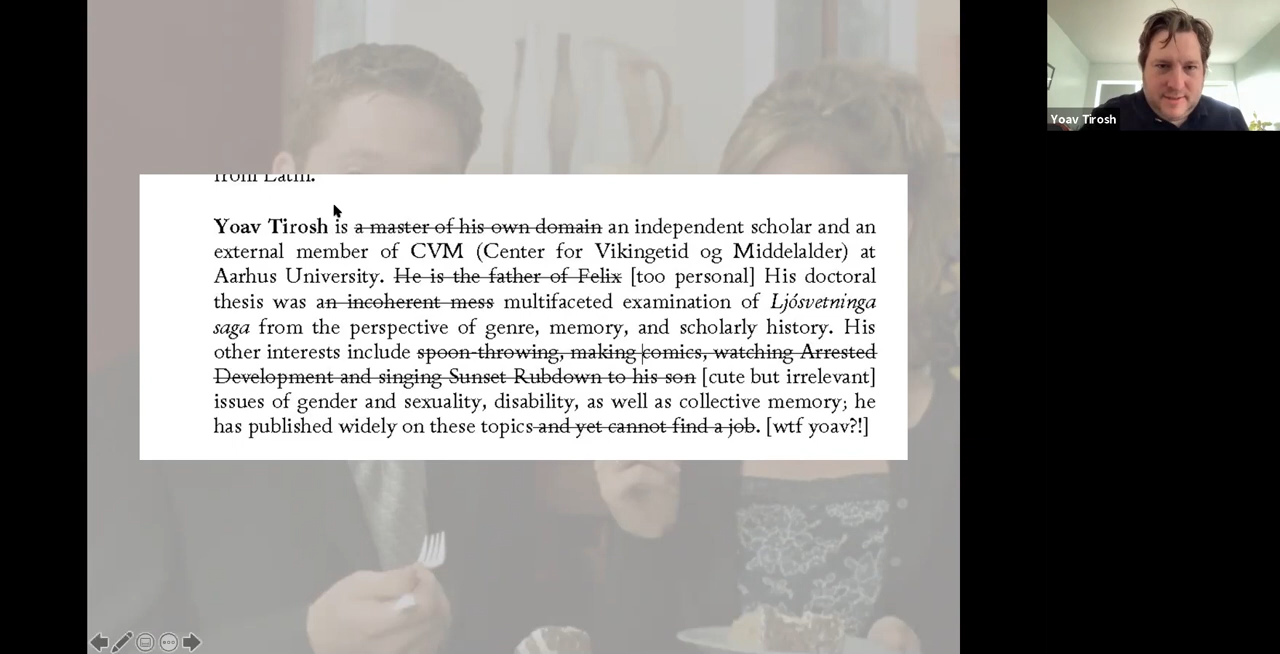 from Latin.
Yoav Tirosh is a master of his own domain an independent scholar and an
external member of CVM (Center for Vikingetid og Middelalder) at
Aarhus University. He is the father of Felix [too personal] His doctoral
thesis was an incoherent mess multifaceted examination of Ljósvetninga
saga from the perspective of genre, memory, and scholarly history. His
other interests include spoon-throwing, making comics, watching Arrested
Development and singing Sunset Rubdown to his son [cute but irrelevant]
issues of gender and sexuality, disability, as well as collective memory; he
has published widely on these topics and yet cannot find a job. [wtf yoav?!]
Yoav Tirosh